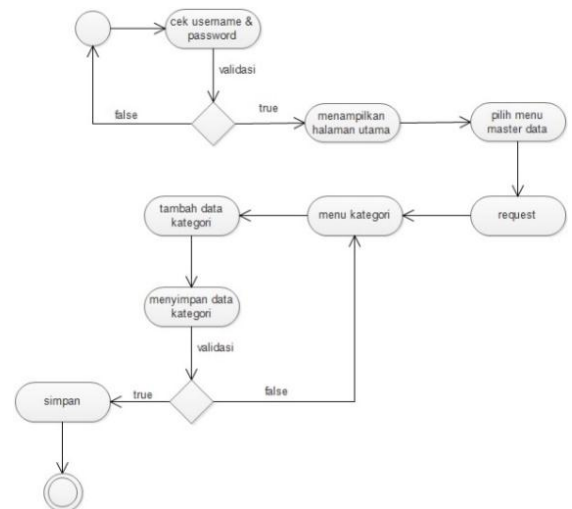 cek username &
password
validasi
false
true
menampilkan
halaman utama
pilih menu
master data
tambah data
kategori
menu kategori
request
menyimpan data
kategori
validasi
simpan
true
false